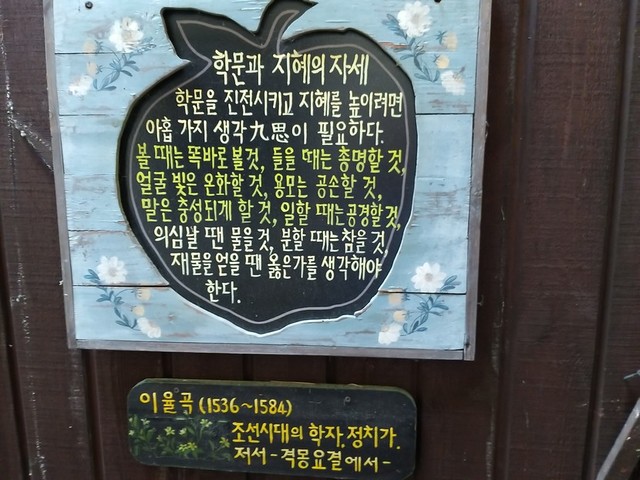 학문과 지혜의 자세
학문을 진전시키고 지혜를 높이려면
아홉 가지 생각九思이 필요하다.
볼 때는 똑바로 볼것, 들을 때는 총명할 것,
얼굴 빛은 온화할 것, 용모는 공손할 것,
말은 충성되게 할 것, 일할 때는공경할것,
의심날 땐 물을것, 분할 때는 참을 것,
재물을 얻을 땐 옳은가를 생각해야
한다.
이율곡 (1536~1584)
조선시대의 학자. 정치가.
저서 - 격몽요결에서 -